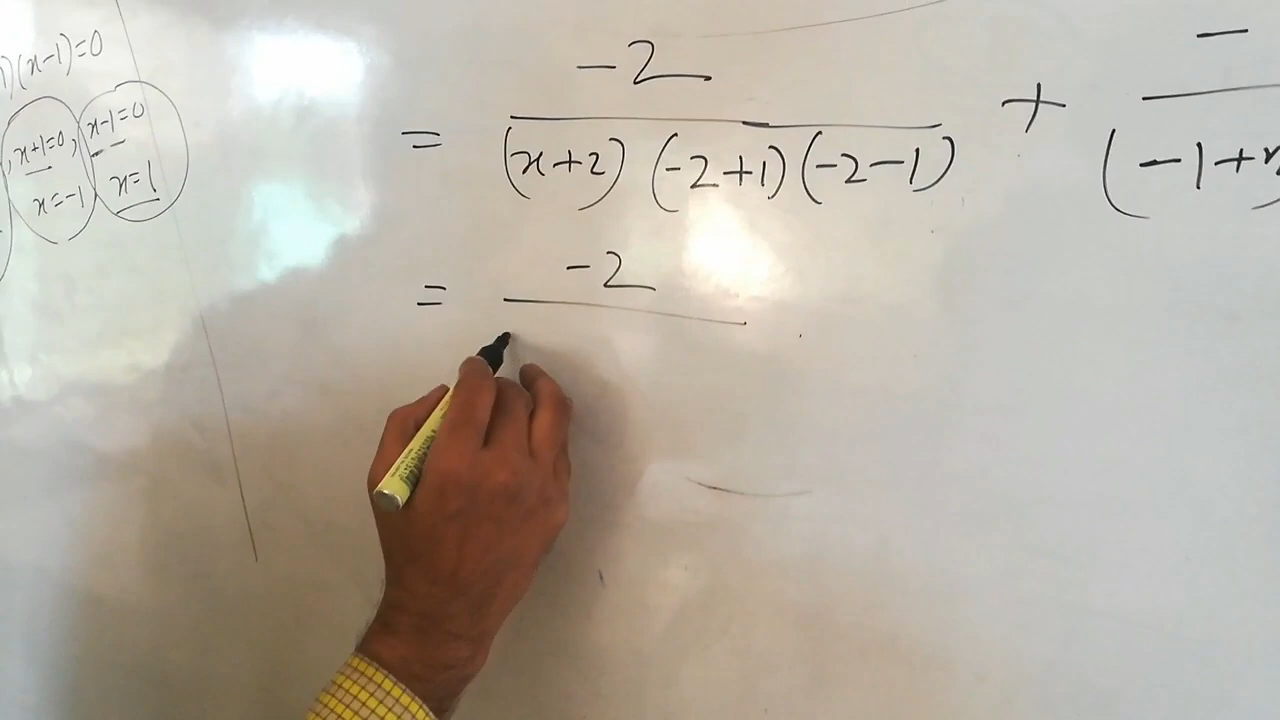 )(x-1)=0
, x+1=0, x-1=0
x=-1 x=1
= -2 / (x+2) (-2+1)(-2-1) + - / (-1+
= -2